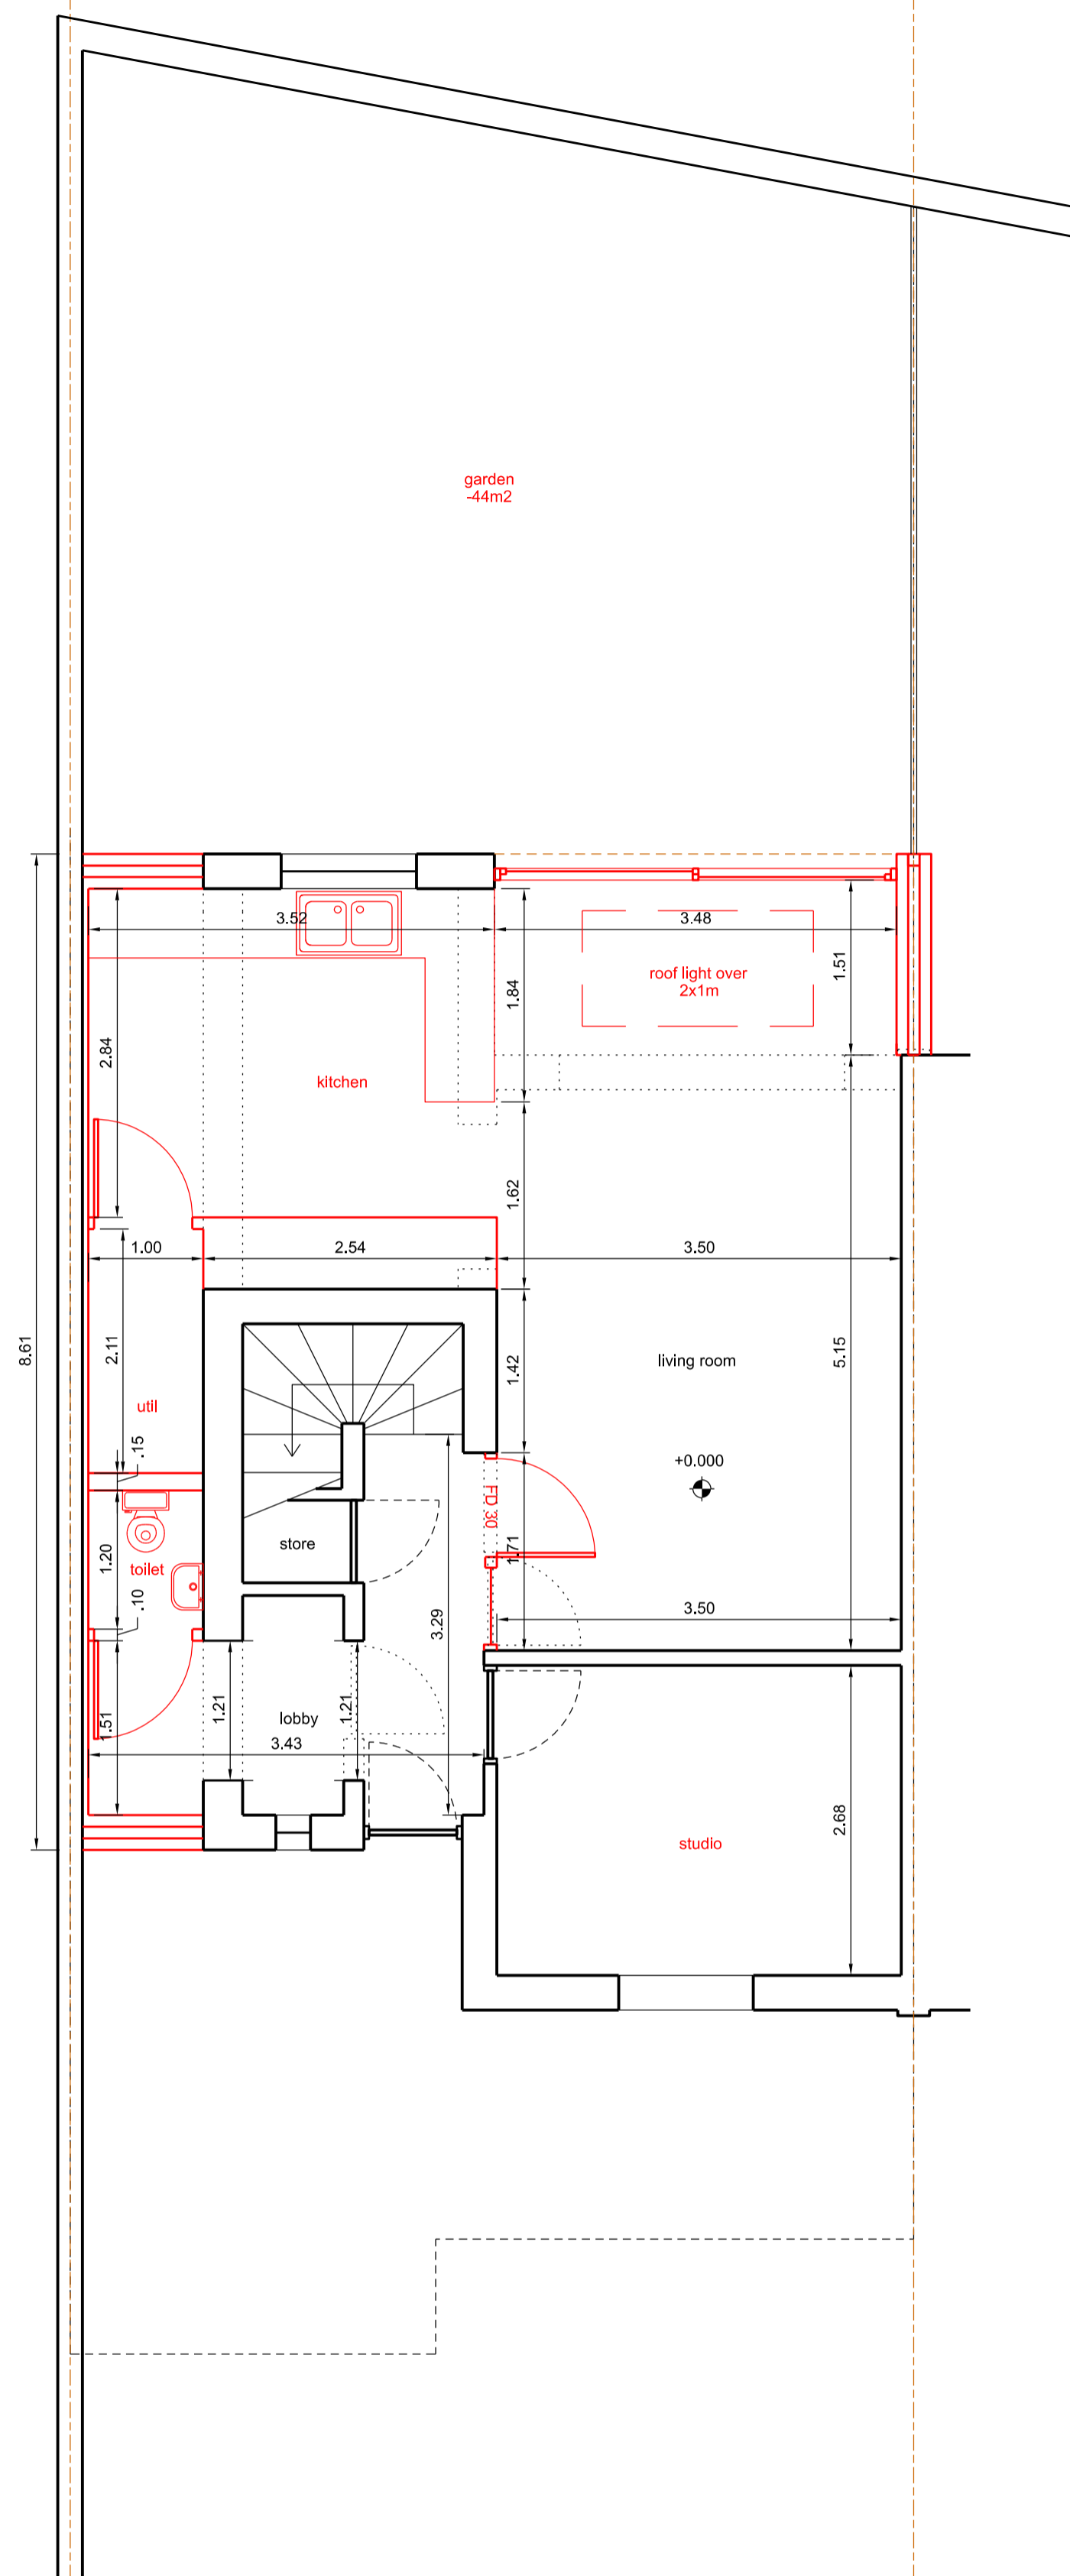 garden
-44m2
3.52
3.48
1.51
roof light over
2x1m
1.84
2.84
kitchen
1.62
1.00
2.54
3.50
8.61
2.11
1.42
5.15
living room
util
.15
+0.000
FD 30
store
1.71
1.20
toilet
.10
3.50
3.29
1.51
1.21
lobby
1.21
3.43
2.68
studio